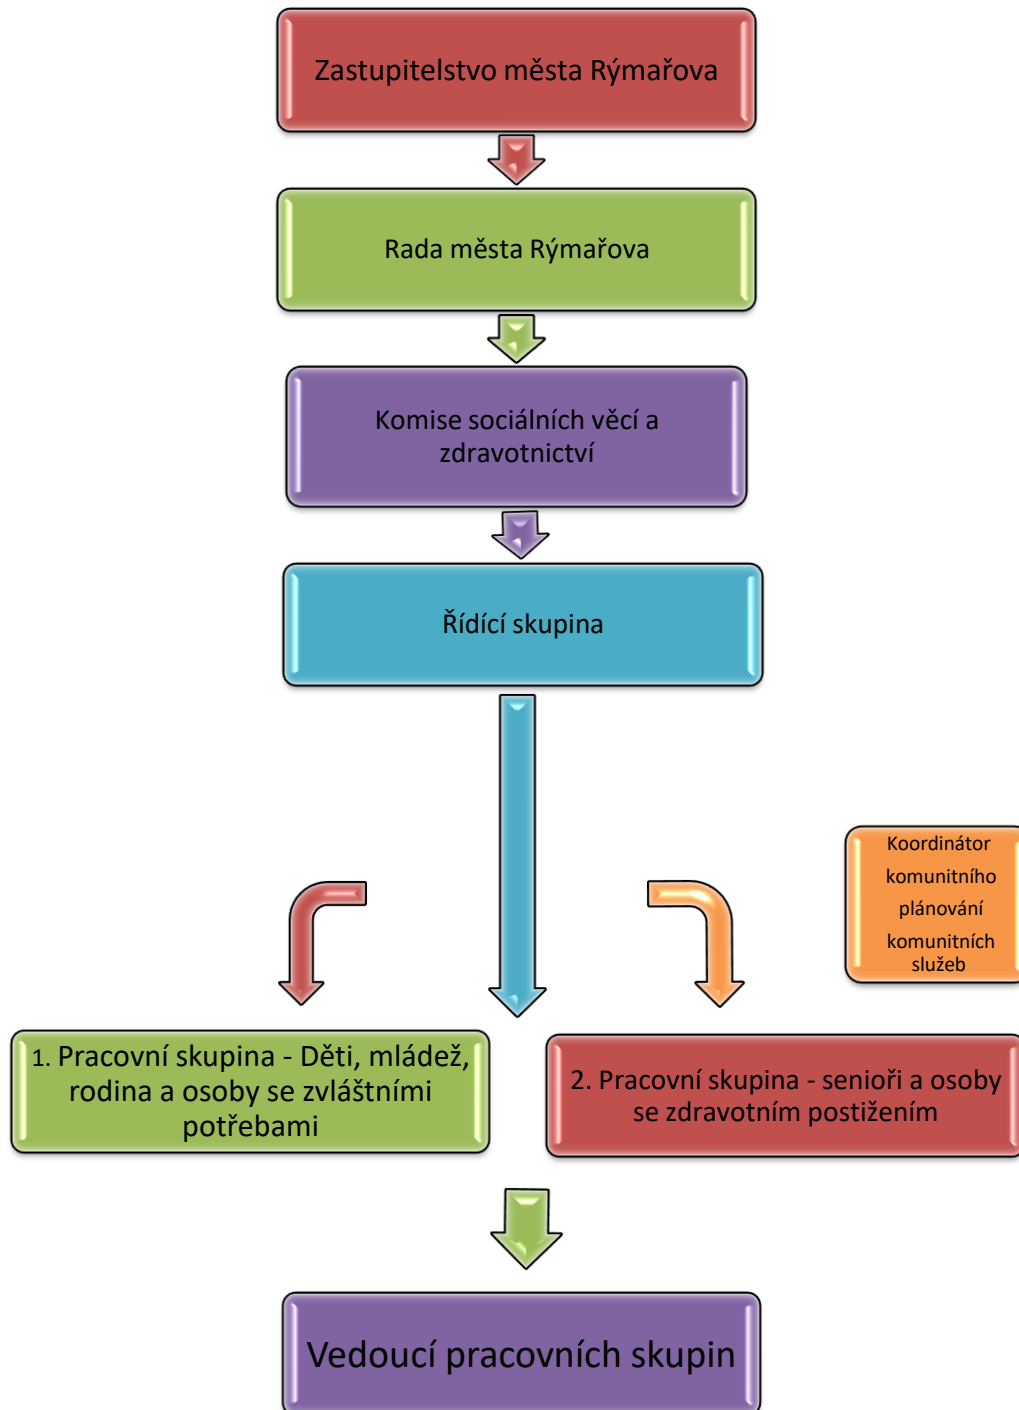 Zastupitelstvo města Rýmařova
Rada města Rýmařova
Komise sociálních věcí a
zdravotnictví
Řídící skupina
Koordinátor
komunitního
plánování
komunitních
služeb
1. Pracovní skupina - Děti, mládež,
rodina a osoby se zvláštními
potřebami
2. Pracovní skupina - senioři a osoby
se zdravotním postižením
Vedoucí pracovních skupin